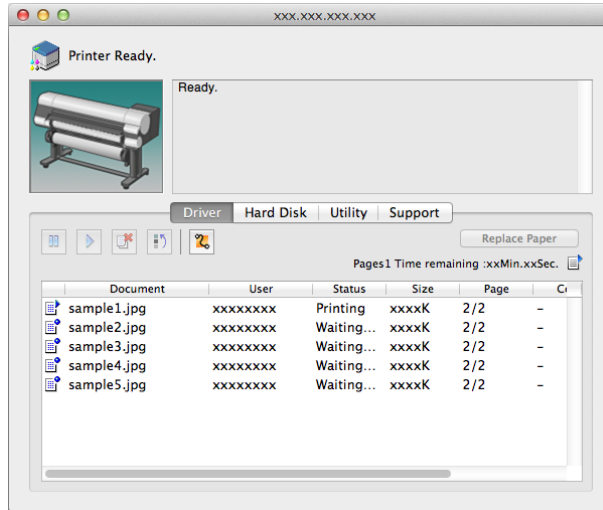 xxx.xxx.xxx.xxx
Printer Ready.
Ready.
Driver Hard Disk Utility Support
Replace Paper
Pages1 Time remaining :xxMin.xxSec.
Document User Status Size Page
sample1.jpg xxxxxxxx Printing xxxxK 2/2 –
sample2.jpg xxxxxxxx Waiting... xxxxK 2/2 –
sample3.jpg xxxxxxxx Waiting... xxxxK 2/2 –
sample4.jpg xxxxxxxx Waiting... xxxxK 2/2 –
sample5.jpg xxxxxxxx Waiting... xxxxK 2/2 –